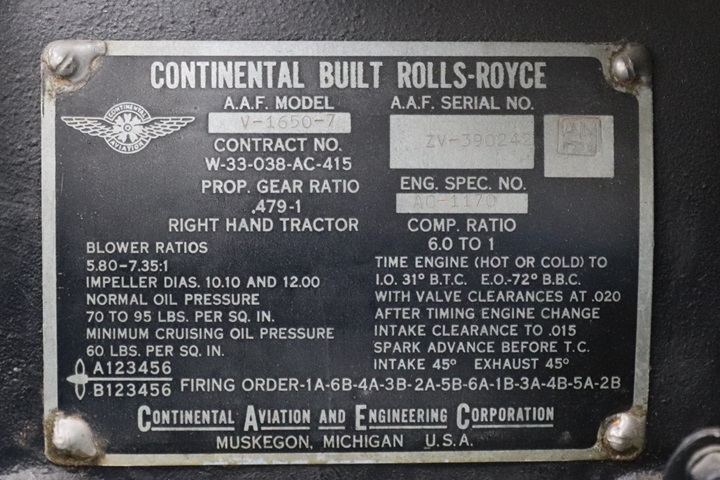 CONTINENTAL BUILT ROLLS-ROYCE
A.A.F. MODEL
V-1650-7
A.A.F. SERIAL NO.
ZV-390242
CONTINENTAL
AVIATION
CONTRACT NO.
W-33-038-AC-415
PROP. GEAR RATIO
.479-1
RIGHT HAND TRACTOR
ENG. SPEC. NO.
AC-1170
COMP. RATIO
6.0 TO 1
BLOWER RATIOS
5.80-7.35:1
IMPELLER DIAS. 10.10 AND 12.00
NORMAL OIL PRESSURE
70 TO 95 LBS. PER SQ. IN.
MINIMUM CRUISING OIL PRESSURE
60 LBS. PER SQ. IN.
TIME ENGINE (HOT OR COLD) TO
I.O. 31° B.T.C. E.O.-72° B.B.C.
WITH VALVE CLEARANCES AT .020
AFTER TIMING ENGINE CHANGE
INTAKE CLEARANCE TO .015
SPARK ADVANCE BEFORE T.C.
INTAKE 45° EXHAUST 45°
A123456
B123456 FIRING ORDER-1A-6B-4A-3B-2A-5B-6A-1B-3A-4B-5A-2B
CONTINENTAL AVIATION AND ENGINEERING CORPORATION
MUSKEGON, MICHIGAN U.S.A.